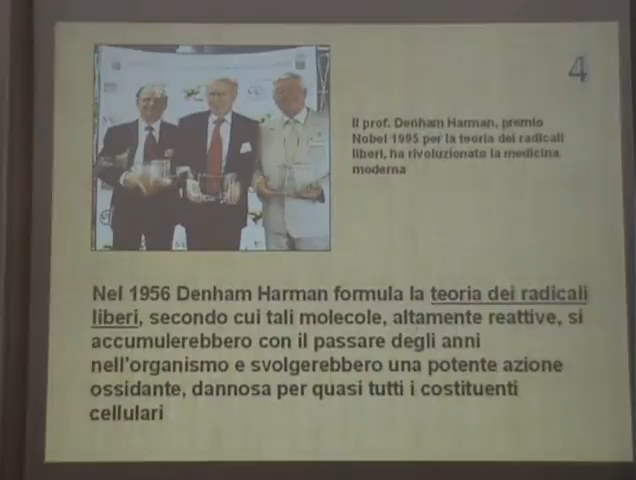 4
Il prof. Denham Harman, premio
Nobel 1995 per la teoria dei radicali
liberi, ha rivoluzionato la medicina
moderna
Nel 1956 Denham Harman formula la teoria dei radicali
liberi, secondo cui tali molecole, altamente reattive, si
accumulerebbero con il passare degli anni
nell'organismo e svolgerebbero una potente azione
ossidante, dannosa per quasi tutti i costituenti
cellulari